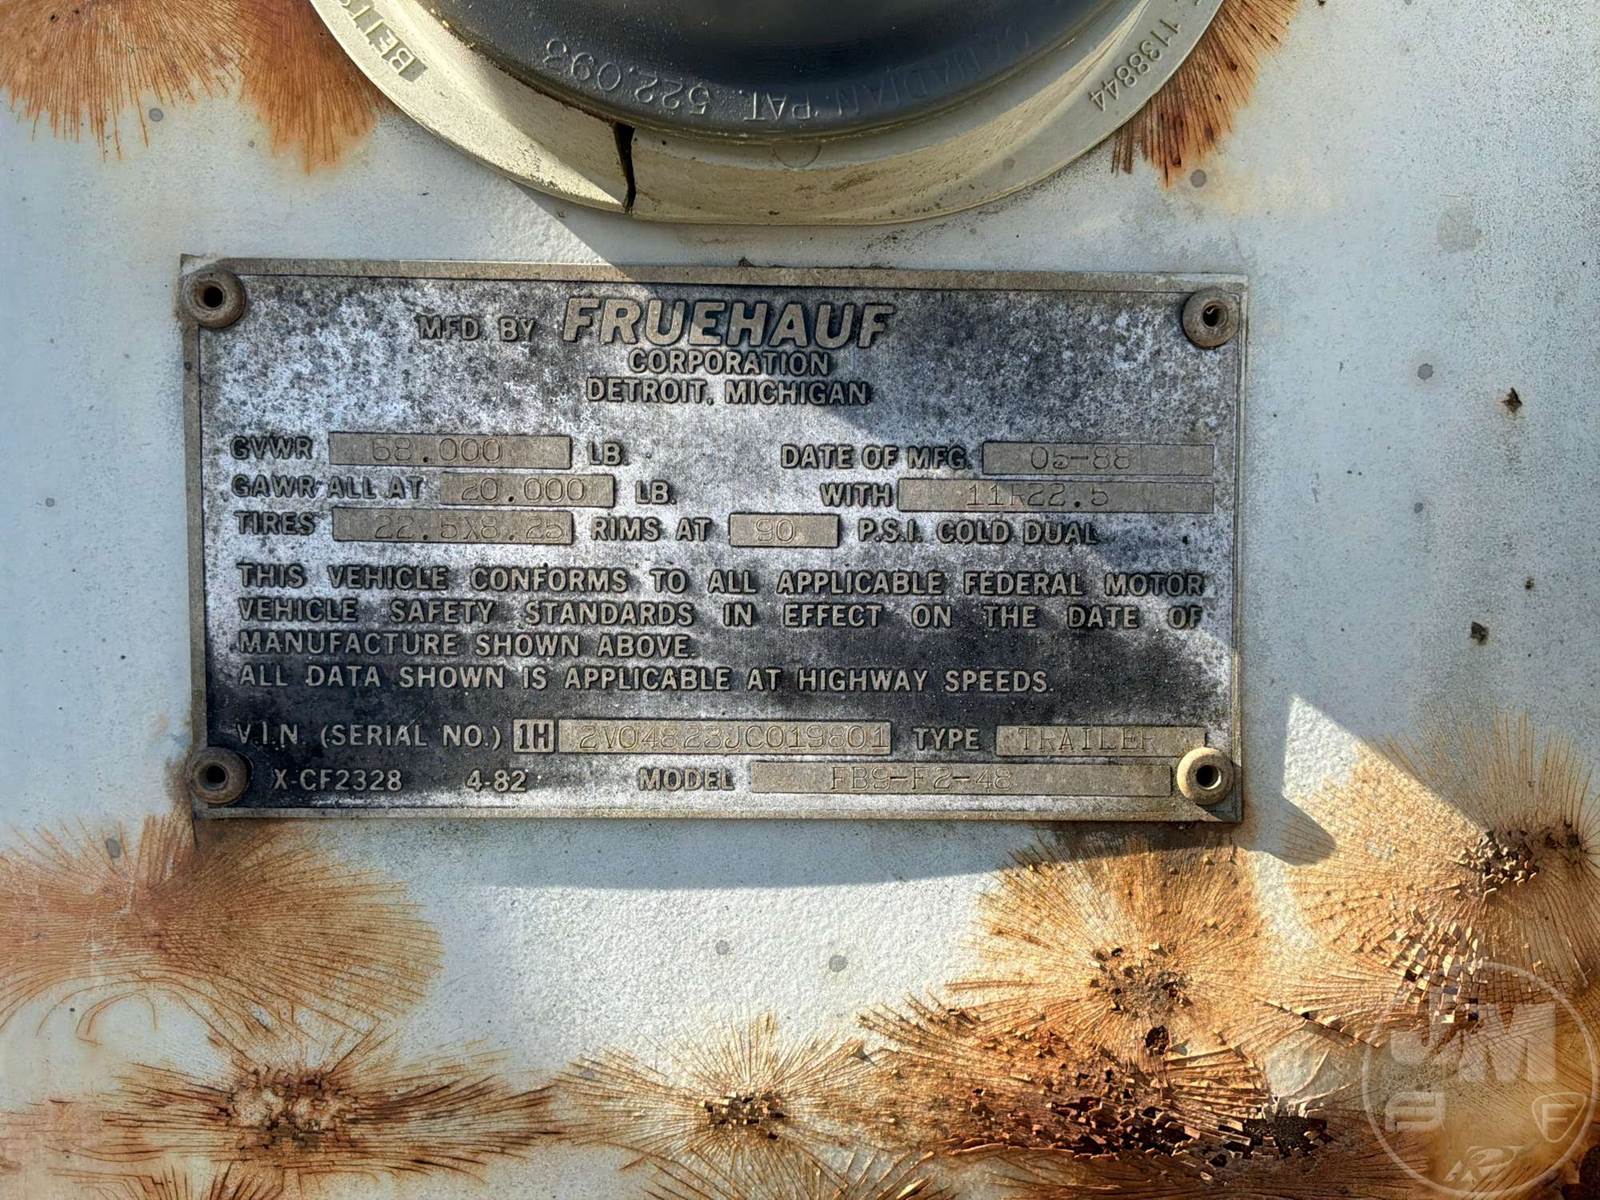 CANADIAN PAT. 522,093
1138844
MFD. BY FRUEHAUF
CORPORATION
DETROIT, MICHIGAN
GVWR 68,000 LB. DATE OF MFG. 05-88
GAWR ALL AT 20,000 LB. WITH 11R22.5
TIRES 22.5X8.25 RIMS AT 90 P.S.I. COLD DUAL
THIS VEHICLE CONFORMS TO ALL APPLICABLE FEDERAL MOTOR
VEHICLE SAFETY STANDARDS IN EFFECT ON THE DATE OF
MANUFACTURE SHOWN ABOVE.
ALL DATA SHOWN IS APPLICABLE AT HIGHWAY SPEEDS.
V.I.N. (SERIAL NO.) 1H 2V04823JC019801 TYPE TRAILER
X-CF2328 4-82 MODEL FB9-F2-48